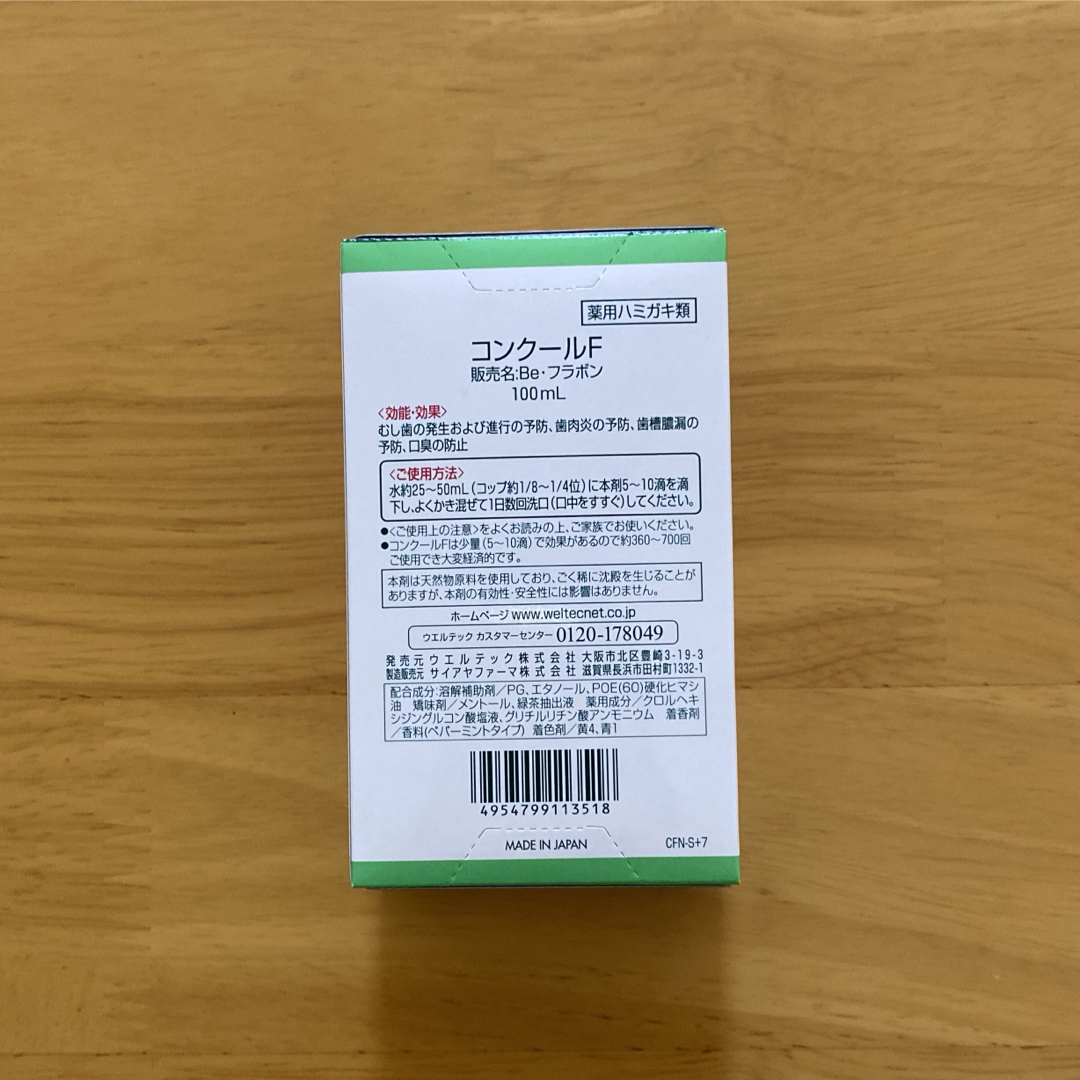 薬用ハミガキ類
コンクールF
販売名:Be・フラボン
100mL
〈効能・効果〉
むし歯の発生および進行の予防、歯肉炎の予防、歯槽膿漏の
予防、口臭の防止
〈ご使用方法〉
水約25〜50mL(コップ約1/8〜1/4位)に本剤5〜10滴を滴
下し、よくかき混ぜて1日数回洗口(口中をすすぐ)してください。
●〈ご使用上の注意〉をよくお読みの上、ご家族でお使いください。
●コンクールFは少量(5〜10滴)で効果があるので約360〜700回
ご使用でき大変経済的です。
本剤は天然物原料を使用しており、ごく稀に沈殿を生じることが
ありますが、本剤の有効性・安全性には影響はありません。
ホームページ www.weltecnet.co.jp
ウエルテック カスタマーセンター 0120-178049
発売元 ウエルテック株式会社 大阪市北区豊崎3-19-3
製造販売元 サイアヤファーマ株式会社 滋賀県長浜市田村町1332-1
配合成分:溶解補助剤/PG、エタノール、POE(60)硬化ヒマシ
油 矯味剤/メントール、緑茶抽出液 薬用成分/クロルヘキ
シジングルコン酸塩液、グリチルリチン酸アンモニウム 着香剤
/香料(ペパーミントタイプ) 着色剤/黄4、青1
4954799113518
MADE IN JAPAN
CFN-S+7